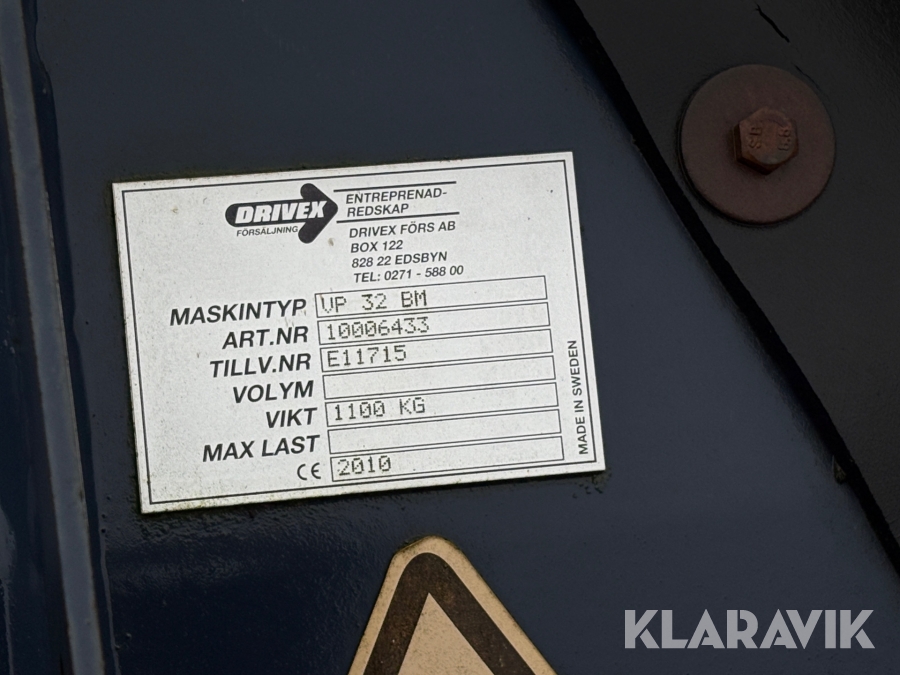 DRIVEX
FÖRSÄLJNING
ENTREPRENAD-
REDSKAP
DRIVEX FÖRS AB
BOX 122
828 22 EDSBYN
TEL: 0271 - 588 00
MASKINTYP VP 32 BM
ART.NR 10006433
TILLV.NR E11715
VOLYM
VIKT 1100 KG
MAX LAST
CE 2010
MADE IN SWEDEN
KLARAVIK